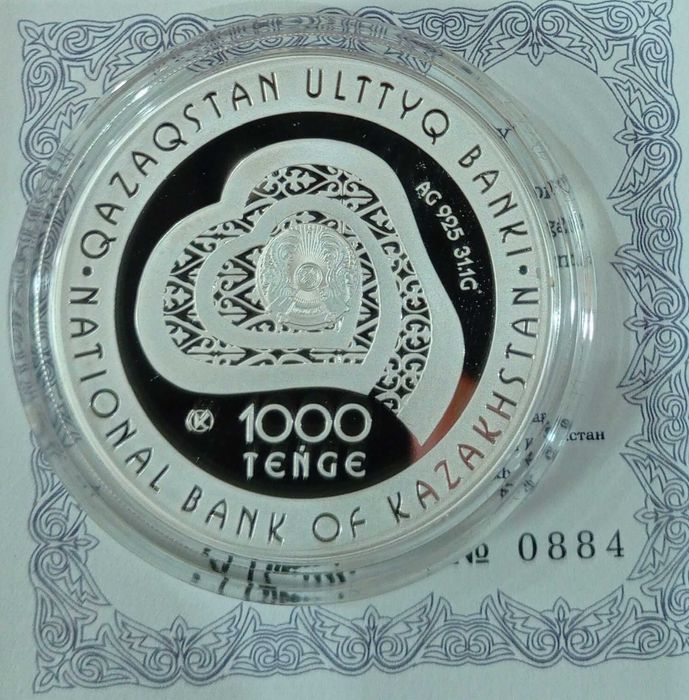 · QAZAQSTAN ULTTYQ BANKI ·
NATIONAL BANK OF KAZAKHSTAN
AG 925 31.1G
1000
TEŃGE
№ 0884